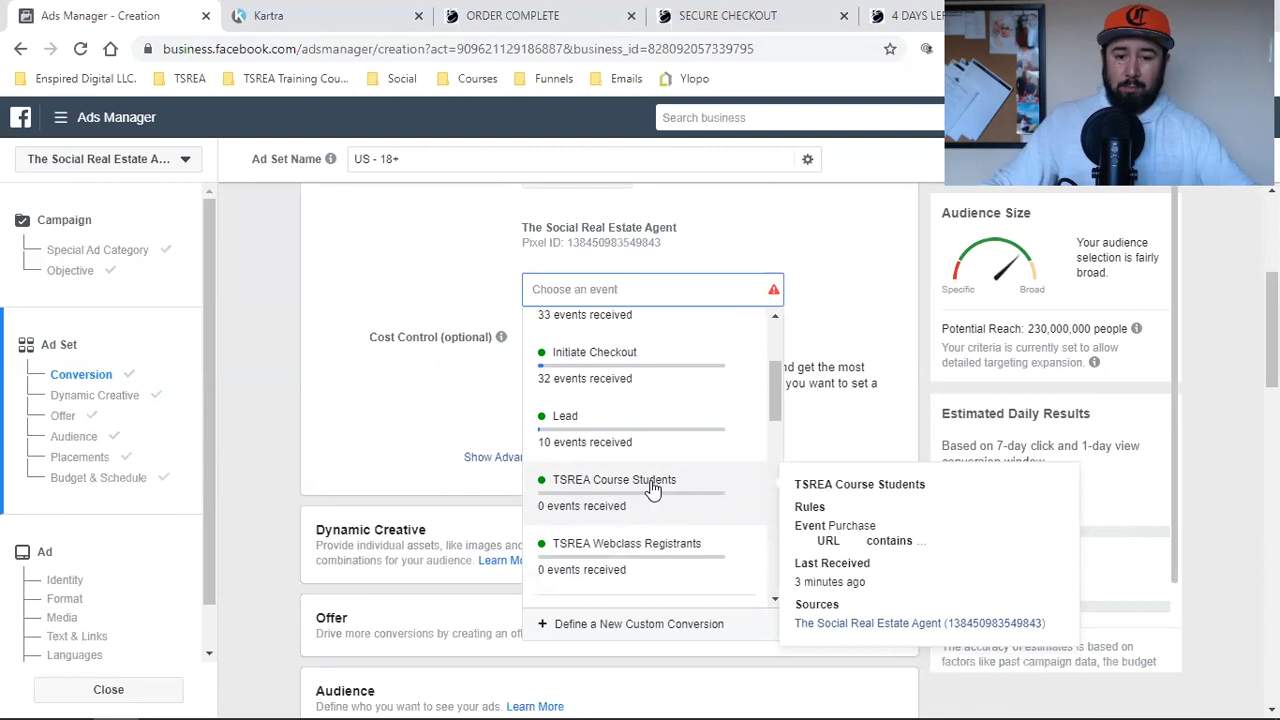 Ads Manager - Creation
Kartra
ORDER COMPLETE
SECURE CHECKOUT
4 DAYS LEF
business.facebook.com/adsmanager/creation?act=909621129186887&business_id=828092057339795
Enspired Digital LLC.
TSREA
TSREA Training Cou...
Social
Courses
Funnels
Emails
Ylopo
Ads Manager
Search business
The Social Real Estate A...
Ad Set Name
US - 18+
Campaign
Special Ad Category
Objective
Ad Set
Conversion
Dynamic Creative
Offer
Audience
Placements
Budget & Schedule
Ad
Identity
Format
Media
Text & Links
Languages
Close
The Social Real Estate Agent
Pixel ID: 138450983549843
Choose an event
Cost Control (optional)
33 events received
Initiate Checkout
32 events received
Lead
10 events received
TSREA Course Students
0 events received
TSREA Webclass Registrants
0 events received
Define a New Custom Conversion
nd get the most
you want to set a
Show Advan
Dynamic Creative
Provide individual assets, like images and
combinations for your audience. Learn Mo
Offer
Drive more conversions by creating an off
Audience
Define who you want to see your ads. Learn More
TSREA Course Students
Rules
Event Purchase
URL contains ...
Last Received
3 minutes ago
Sources
The Social Real Estate Agent (138450983549843)
Audience Size
Your audience
selection is fairly
broad.
Specific
Broad
Potential Reach: 230,000,000 people
Your criteria is currently set to allow
detailed targeting expansion.
Estimated Daily Results
Based on 7-day click and 1-day view
conversion window
The accuracy of estimates is based on
factors like past campaign data, the budget